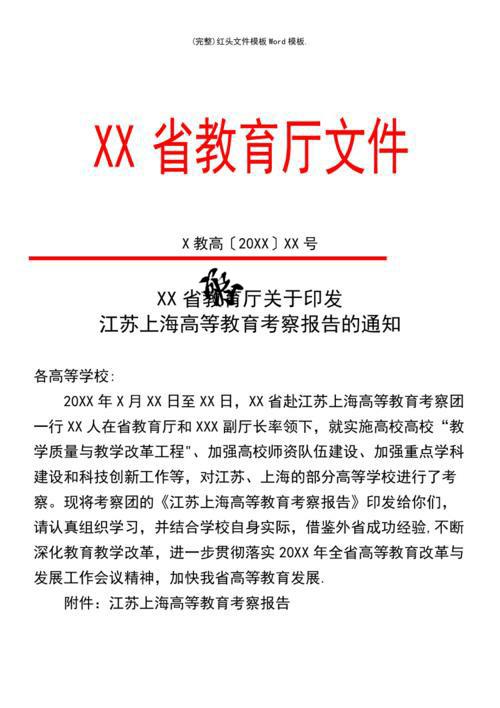 (完整)红头文件模板Word模板.
XX 省教育厅文件
X 教高〔20XX〕XX 号
XX 省教育厅关于印发
江苏上海高等教育考察报告的通知
各高等学校:
20XX 年 X 月 XX 日至 XX 日, XX 省赴江苏上海高等教育考察团
一行 XX 人在省教育厅和 XXX 副厅长率领下, 就实施高校高校“教
学质量与教学改革工程"、加强高校师资队伍建设、加强重点学科
建设和科技创新工作等, 对江苏、上海的部分高等学校进行了考
察。现将考察团的《江苏上海高等教育考察报告》印发给你们,
请认真组织学习, 并结合学校自身实际, 借鉴外省成功经验,不断
深化教育教学改革, 进一步贯彻落实 20XX 年全省高等教育改革与
发展工作会议精神, 加快我省高等教育发展.
附件: 江苏上海高等教育考察报告